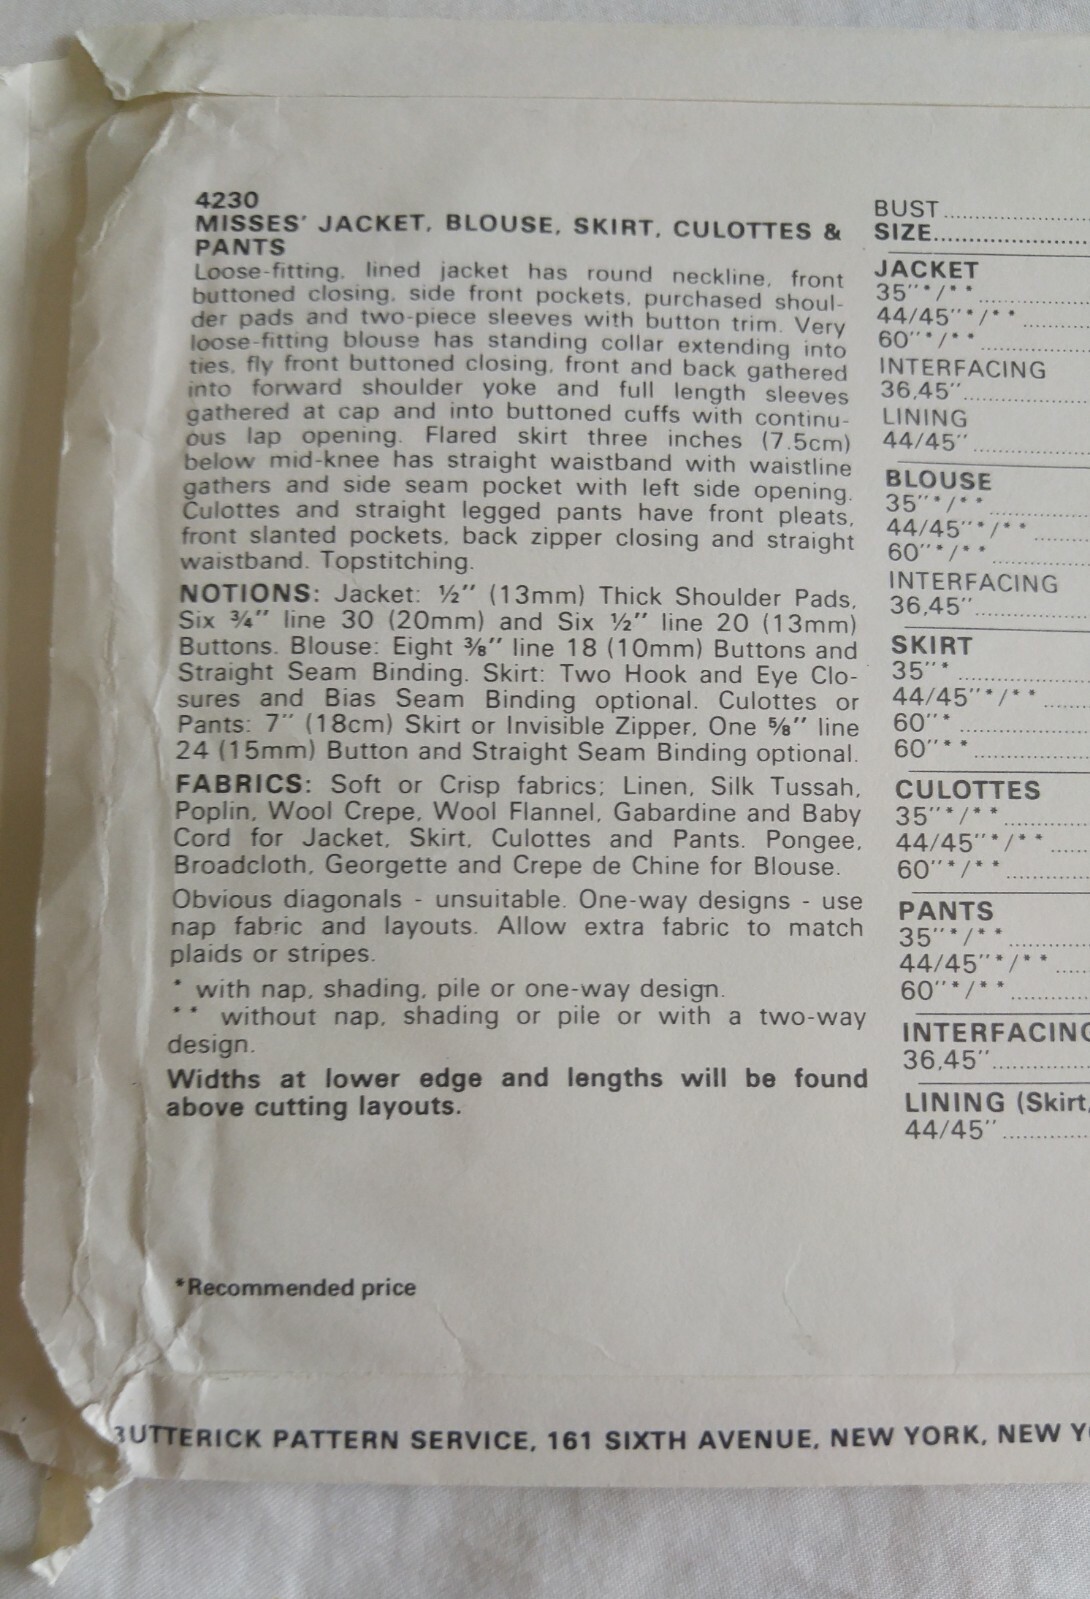 4230
MISSES' JACKET, BLOUSE, SKIRT, CULOTTES &
PANTS
Loose-fitting, lined jacket has round neckline, front
buttoned closing, side front pockets, purchased shoul-
der pads and two-piece sleeves with button trim. Very
loose-fitting blouse has standing collar extending into
ties, fly front buttoned closing, front and back gathered
into forward shoulder yoke and full length sleeves
gathered at cap and into buttoned cuffs with continu-
ous lap opening. Flared skirt three inches (7.5cm)
below mid-knee has straight waistband with waistline
gathers and side seam pocket with left side opening.
Culottes and straight legged pants have front pleats,
front slanted pockets, back zipper closing and straight
waistband. Topstitching.
NOTIONS: Jacket: ½″ (13mm) Thick Shoulder Pads,
Six ¾″ line 30 (20mm) and Six ½″ line 20 (13mm)
Buttons. Blouse: Eight ⅜″ line 18 (10mm) Buttons and
Straight Seam Binding. Skirt: Two Hook and Eye Clo-
sures and Bias Seam Binding optional. Culottes or
Pants: 7″ (18cm) Skirt or Invisible Zipper, One ⅝″ line
24 (15mm) Button and Straight Seam Binding optional.
FABRICS: Soft or Crisp fabrics; Linen, Silk Tussah,
Poplin, Wool Crepe, Wool Flannel, Gabardine and Baby
Cord for Jacket, Skirt, Culottes and Pants. Pongee,
Broadcloth, Georgette and Crepe de Chine for Blouse.
Obvious diagonals - unsuitable. One-way designs - use
nap fabric and layouts. Allow extra fabric to match
plaids or stripes.
* with nap, shading, pile or one-way design.
** without nap, shading or pile or with a two-way
design.
Widths at lower edge and lengths will be found
above cutting layouts.
*Recommended price
BUST
SIZE
JACKET
35″*/**
44/45″*/**
60″*/**
INTERFACING
36,45″
LINING
44/45″
BLOUSE
35″*/**
44/45″*/**
60″*/**
INTERFACING
36,45″
SKIRT
35″*
44/45″*/**
60″*
60″**
CULOTTES
35″*/**
44/45″*/**
60″*/**
PANTS
35″*/**
44/45″*/**
60″*/**
INTERFACING
36,45″
LINING (Skirt,
44/45″
BUTTERICK PATTERN SERVICE, 161 SIXTH AVENUE, NEW YORK, NEW Y